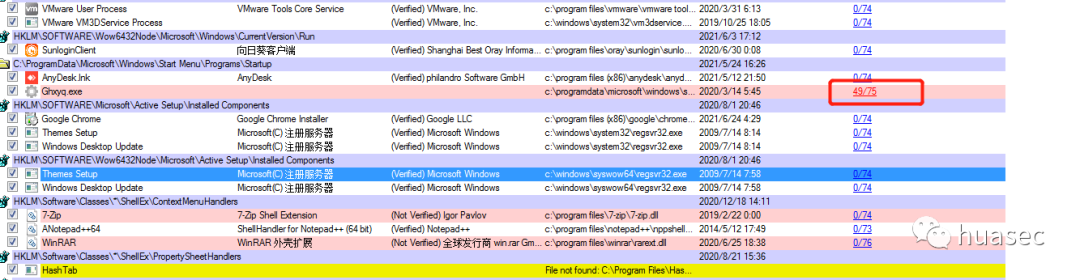 VMware User Process VMware Tools Core Service (Verified) VMware, Inc. c:\program files\vmware\vmware too... 2020/3/31 6:13 0/74
VMware VM3DService Process (Verified) VMware, Inc. c:\windows\system32\vm3dservice.... 2019/10/25 18:05 0/74
HKLM\SOFTWARE\Wow6432Node\Microsoft\Windows\CurrentVersion\Run 2021/6/3 17:12
SunloginClient 向日葵客户端 (Verified) Shanghai Best Oray Informa... c:\program files\oray\sunlogin\sunlo... 2020/6/30 0:08 0/74
C:\ProgramData\Microsoft\Windows\Start Menu\Programs\Startup 2021/5/24 16:26
AnyDesk.lnk AnyDesk (Verified) philandro Software GmbH c:\program files (x86)\anydesk\anyd... 2021/5/12 21:50 0/74
Ghxyq.exe c:\programdata\microsoft\windows\s... 2020/3/14 5:45 49/75
HKLM\SOFTWARE\Microsoft\Active Setup\Installed Components 2020/8/1 20:46
Google Chrome Google Chrome Installer (Verified) Google LLC c:\program files (x86)\google\chrom... 2021/6/24 4:29 0/74
Themes Setup Microsoft(C) 注册服务器 (Verified) Microsoft Windows c:\windows\system32\regsvr32.exe 2009/7/14 8:14 0/74
Windows Desktop Update Microsoft(C) 注册服务器 (Verified) Microsoft Windows c:\windows\system32\regsvr32.exe 2009/7/14 8:14 0/74
HKLM\SOFTWARE\Wow6432Node\Microsoft\Active Setup\Installed Components 2020/8/1 20:46
Themes Setup Microsoft(C) 注册服务器 (Verified) Microsoft Windows c:\windows\syswow64\regsvr32.exe 2009/7/14 7:58 0/74
Windows Desktop Update Microsoft(C) 注册服务器 (Verified) Microsoft Windows c:\windows\syswow64\regsvr32.exe 2009/7/14 7:58 0/74
HKLM\Software\Classes\*\ShellEx\ContextMenuHandlers 2020/12/18 14:11
7-Zip 7-Zip Shell Extension (Not Verified) Igor Pavlov c:\program files\7-zip\7-zip.dll 2019/2/22 0:00 0/74
ANotepad++64 ShellHandler for Notepad++ (64 bit) (Verified) Notepad++ c:\program files\notepad++\nppshell... 2014/5/12 17:49 0/73
WinRAR WinRAR 外壳扩展 (Not Verified) 全球发行商 win.rar Gm... c:\program files\winrar\rarext.dll 2020/6/25 18:38 0/76
HKLM\Software\Classes\*\ShellEx\PropertySheetHandlers 2020/8/21 15:36
HashTab File not found: C:\Program Files\Has...
huasec